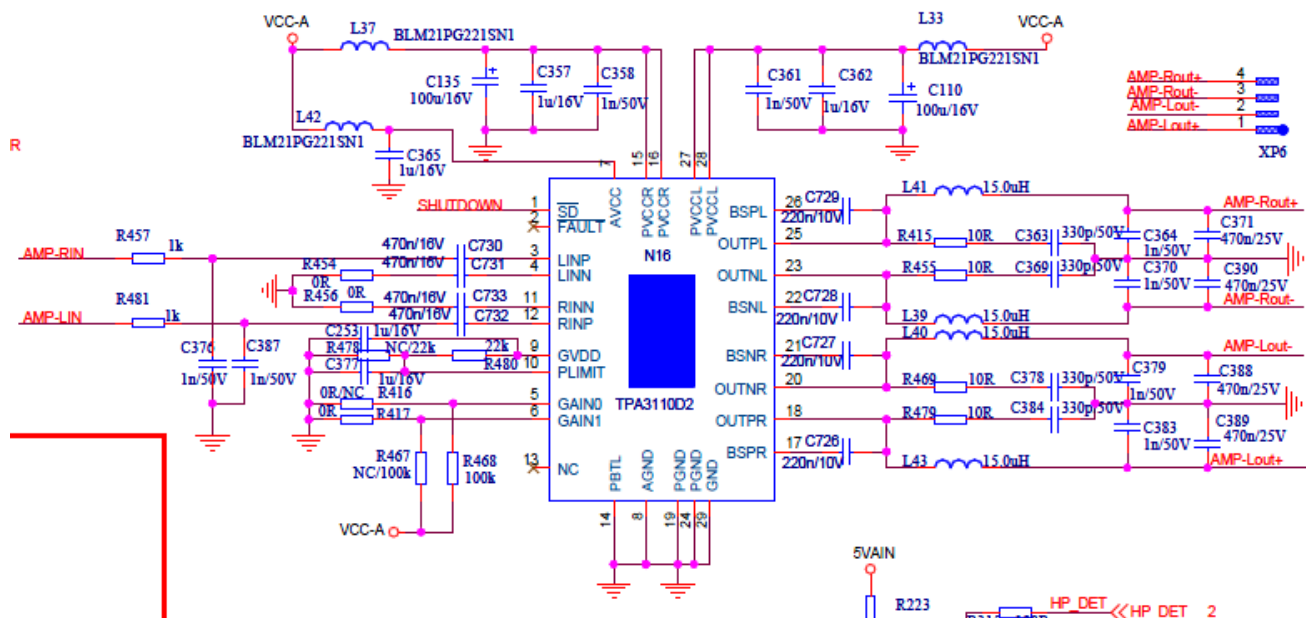 VCC-A
L37
BLM21PG221SN1
C135
100u/16V
C357
1u/16V
C358
1n/50V
L42
BLM21PG221SN1
C365
1u/16V
L33
VCC-A
BLM21PG221SN1
C361
1n/50V
C362
1u/16V
C110
100u/16V
AMP-Rout+ 4
AMP-Rout- 3
AMP-Lout- 2
AMP-Lout+ 1
XP6
R
7
15
16
27
28
AVCC
PVCCR
PVCCR
PVCCL
PVCCL
N16
TPA3110D2
SHUTDOWN
1 SD
2 FAULT
3 LINP
4 LINN
11 RINN
12 RINP
9 GVDD
10 PLIMIT
5 GAIN0
6 GAIN1
13 NC
AMP-RIN
R457 1k
470n/16V C730
R454 470n/16V C731
0R
R456 0R
470n/16V C733
470n/16V C732
AMP-LIN
R481
1k
C376
1n/50V
C387
1n/50V
C253 1u/16V
R478 NC/22k
22k
R480
C377 1u/16V
0R/NC R416
0R R417
R467
NC/100k
R468
100k
VCC-A
PBTL
AGND
PGND
PGND
GND
14
8
19
24
29
BSPL 26
OUTPL 25
OUTNL 23
BSNL 22
BSNR 21
OUTNR 20
OUTPR 18
BSPR 17
C729
220n/10V
L41 15.0uH
R415 10R C363 330p/50V
R455 10R C369 330p/50V
C728
220n/10V
L39 15.0uH
L40 15.0uH
C727
220n/10V
R469 10R C378 330p/50V
R479 10R C384 330p/50V
C726
220n/10V
L43 15.0uH
AMP-Rout+
C364
1n/50V
C371
470n/25V
C370
1n/50V
C390
470n/25V
AMP-Rout-
AMP-Lout-
C379
1n/50V
C388
470n/25V
C383
1n/50V
C389
470n/25V
AMP-Lout+
5VAIN
R223
HP_DET
HP DET 2